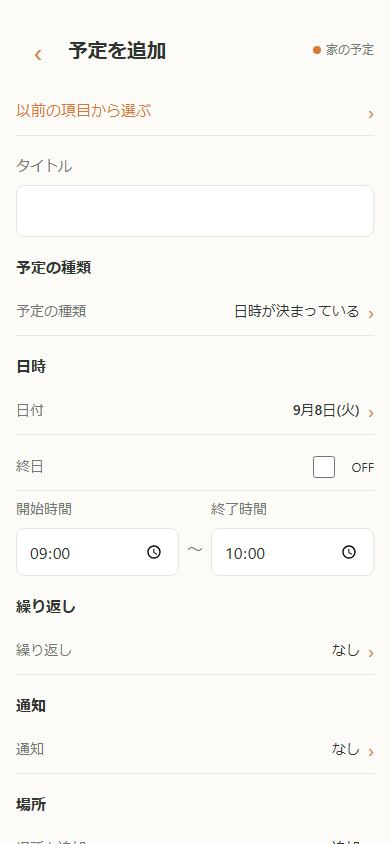 予定を追加
家の予定
以前の項目から選ぶ
タイトル
予定の種類
予定の種類 日時が決まっている
日時
日付 9月8日(火)
終日 OFF
開始時間 終了時間
09:00 〜 10:00
繰り返し
繰り返し なし
通知
通知 なし
場所